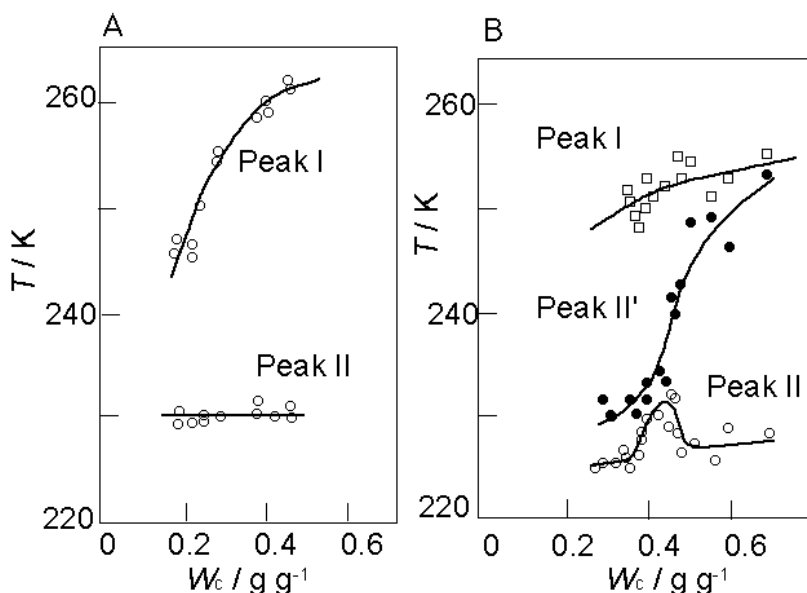 A
260
Peak I
T / K
240
Peak II
220
0 0.2 0.4 0.6
Wc / g g-1
B
260
Peak I
T / K
Peak II'
240
Peak II
220
0 0.2 0.4 0.6
Wc / g g-1